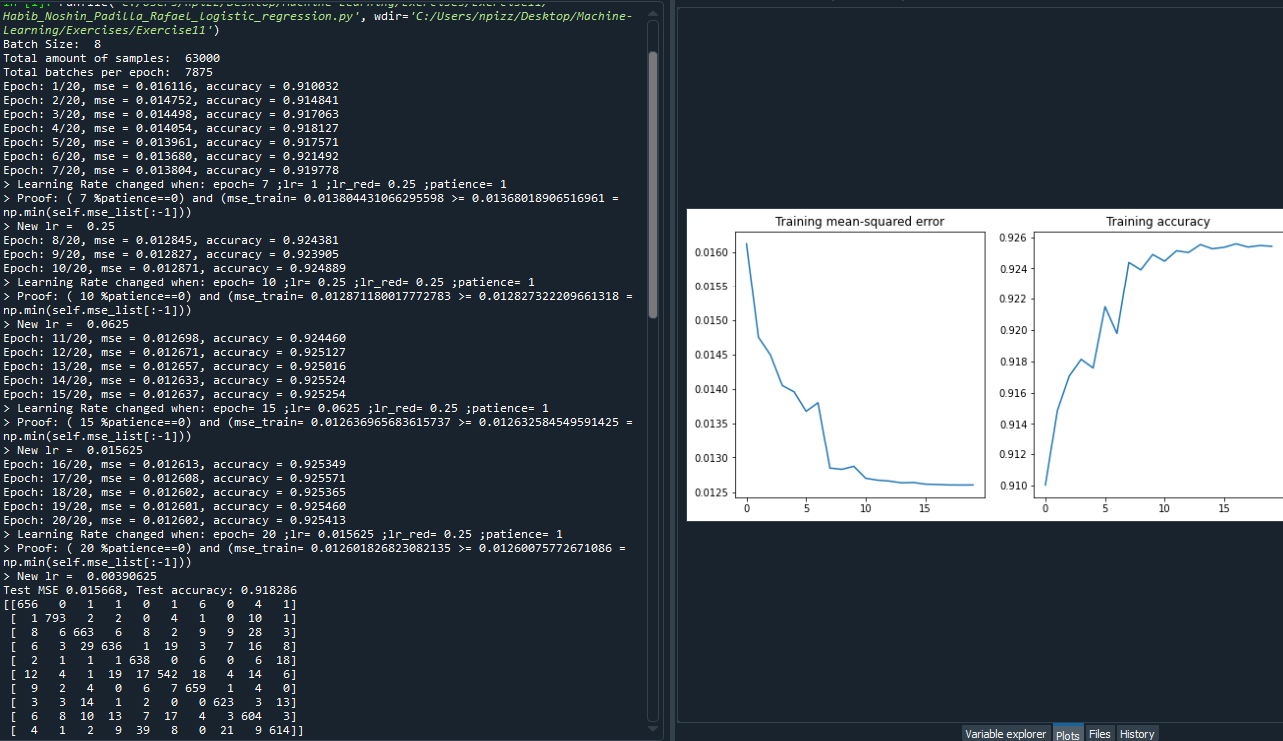 Habib_Noshin_Padilla_Rafael_Logistic_regression.py', wdir='C:/Users/npizz/Desktop/Machine-
Learning/Exercises/Exercise11')
Batch Size:  8
Total amount of samples:  63000
Total batches per epoch:  7875
Epoch: 1/20, mse = 0.016116, accuracy = 0.910032
Epoch: 2/20, mse = 0.014752, accuracy = 0.914841
Epoch: 3/20, mse = 0.014498, accuracy = 0.917063
Epoch: 4/20, mse = 0.014054, accuracy = 0.918127
Epoch: 5/20, mse = 0.013961, accuracy = 0.917571
Epoch: 6/20, mse = 0.013680, accuracy = 0.921492
Epoch: 7/20, mse = 0.013804, accuracy = 0.919778
> Learning Rate changed when: epoch= 7 ;lr= 1 ;lr_red= 0.25 ;patience= 1
> Proof: ( 7 %patience==0) and (mse_train= 0.013804431066295598 >= 0.01368018906516961 =
np.min(self.mse_list[:-1]))
> New lr =  0.25
Epoch: 8/20, mse = 0.012845, accuracy = 0.924381
Epoch: 9/20, mse = 0.012827, accuracy = 0.923905
Epoch: 10/20, mse = 0.012871, accuracy = 0.924889
> Learning Rate changed when: epoch= 10 ;lr= 0.25 ;lr_red= 0.25 ;patience= 1
> Proof: ( 10 %patience==0) and (mse_train= 0.012871180017772783 >= 0.012827322209661318 =
np.min(self.mse_list[:-1]))
> New lr =  0.0625
Epoch: 11/20, mse = 0.012698, accuracy = 0.924460
Epoch: 12/20, mse = 0.012671, accuracy = 0.925127
Epoch: 13/20, mse = 0.012657, accuracy = 0.925016
Epoch: 14/20, mse = 0.012633, accuracy = 0.925524
Epoch: 15/20, mse = 0.012637, accuracy = 0.925254
> Learning Rate changed when: epoch= 15 ;lr= 0.0625 ;lr_red= 0.25 ;patience= 1
> Proof: ( 15 %patience==0) and (mse_train= 0.012636965683615737 >= 0.012632584549591425 =
np.min(self.mse_list[:-1]))
> New lr =  0.015625
Epoch: 16/20, mse = 0.012613, accuracy = 0.925349
Epoch: 17/20, mse = 0.012608, accuracy = 0.925571
Epoch: 18/20, mse = 0.012602, accuracy = 0.925365
Epoch: 19/20, mse = 0.012601, accuracy = 0.925460
Epoch: 20/20, mse = 0.012602, accuracy = 0.925413
> Learning Rate changed when: epoch= 20 ;lr= 0.015625 ;lr_red= 0.25 ;patience= 1
> Proof: ( 20 %patience==0) and (mse_train= 0.012601826823082135 >= 0.01260075772671086 =
np.min(self.mse_list[:-1]))
> New lr =  0.00390625
Test MSE 0.015668, Test accuracy: 0.918286
[[656   0   1   1   0   1   6   0   4   1]
 [  1 793   2   2   0   4   1   0  10   1]
 [  8   6 663   6   8   2   9   9  28   3]
 [  6   3  29 636   1  19   3   7  16   8]
 [  2   1   1   1 638   0   6   0   6  18]
 [ 12   4   1  19  17 542  18   4  14   6]
 [  9   2   4   0   6   7 659   1   4   0]
 [  3   3  14   1   2   0   0 623   3  13]
 [  6   8  10  13   7  17   4   3 604   3]
 [  4   1   2   9  39   8   0  21   9 614]]
Training mean-squared error
0.0160
0.0155
0.0150
0.0145
0.0140
0.0135
0.0130
0.0125
0 5 10 15
Training accuracy
0.926
0.924
0.922
0.920
0.918
0.916
0.914
0.912
0.910
0 5 10 15
Variable explorer Plots Files History